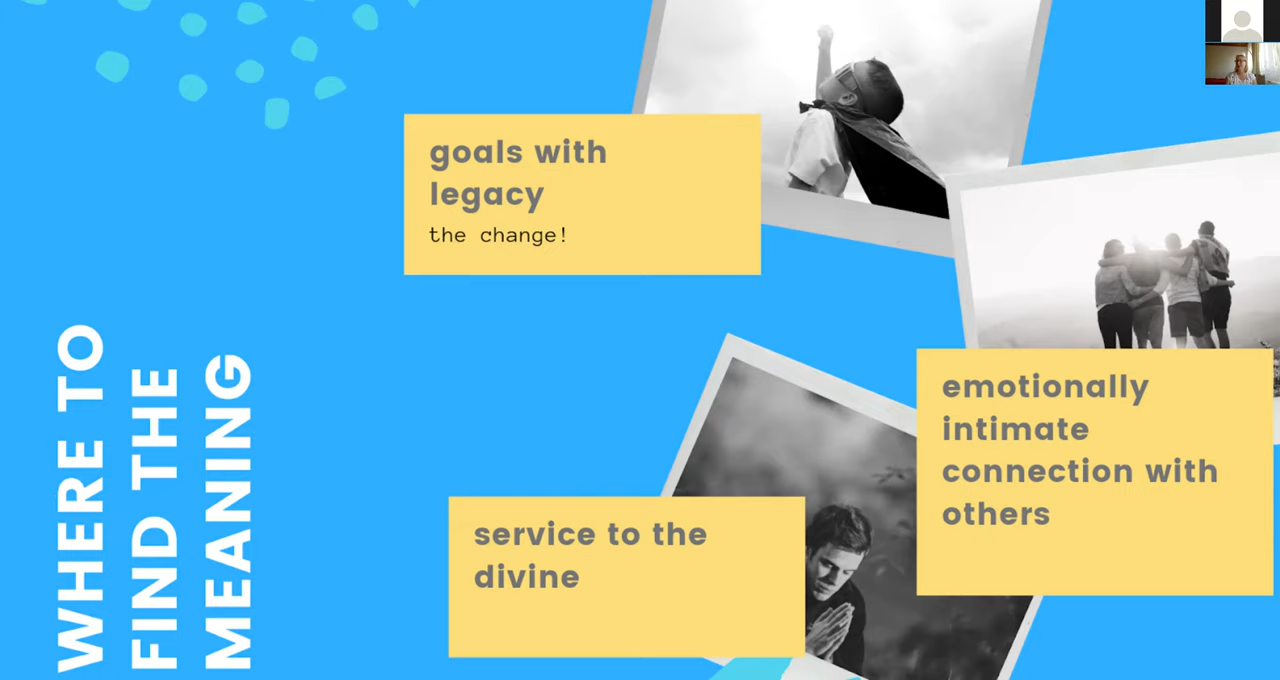 WHERE TO
FIND THE
MEANING
goals with
legacy
the change!
emotionally
intimate
connection with
others
service to the
divine